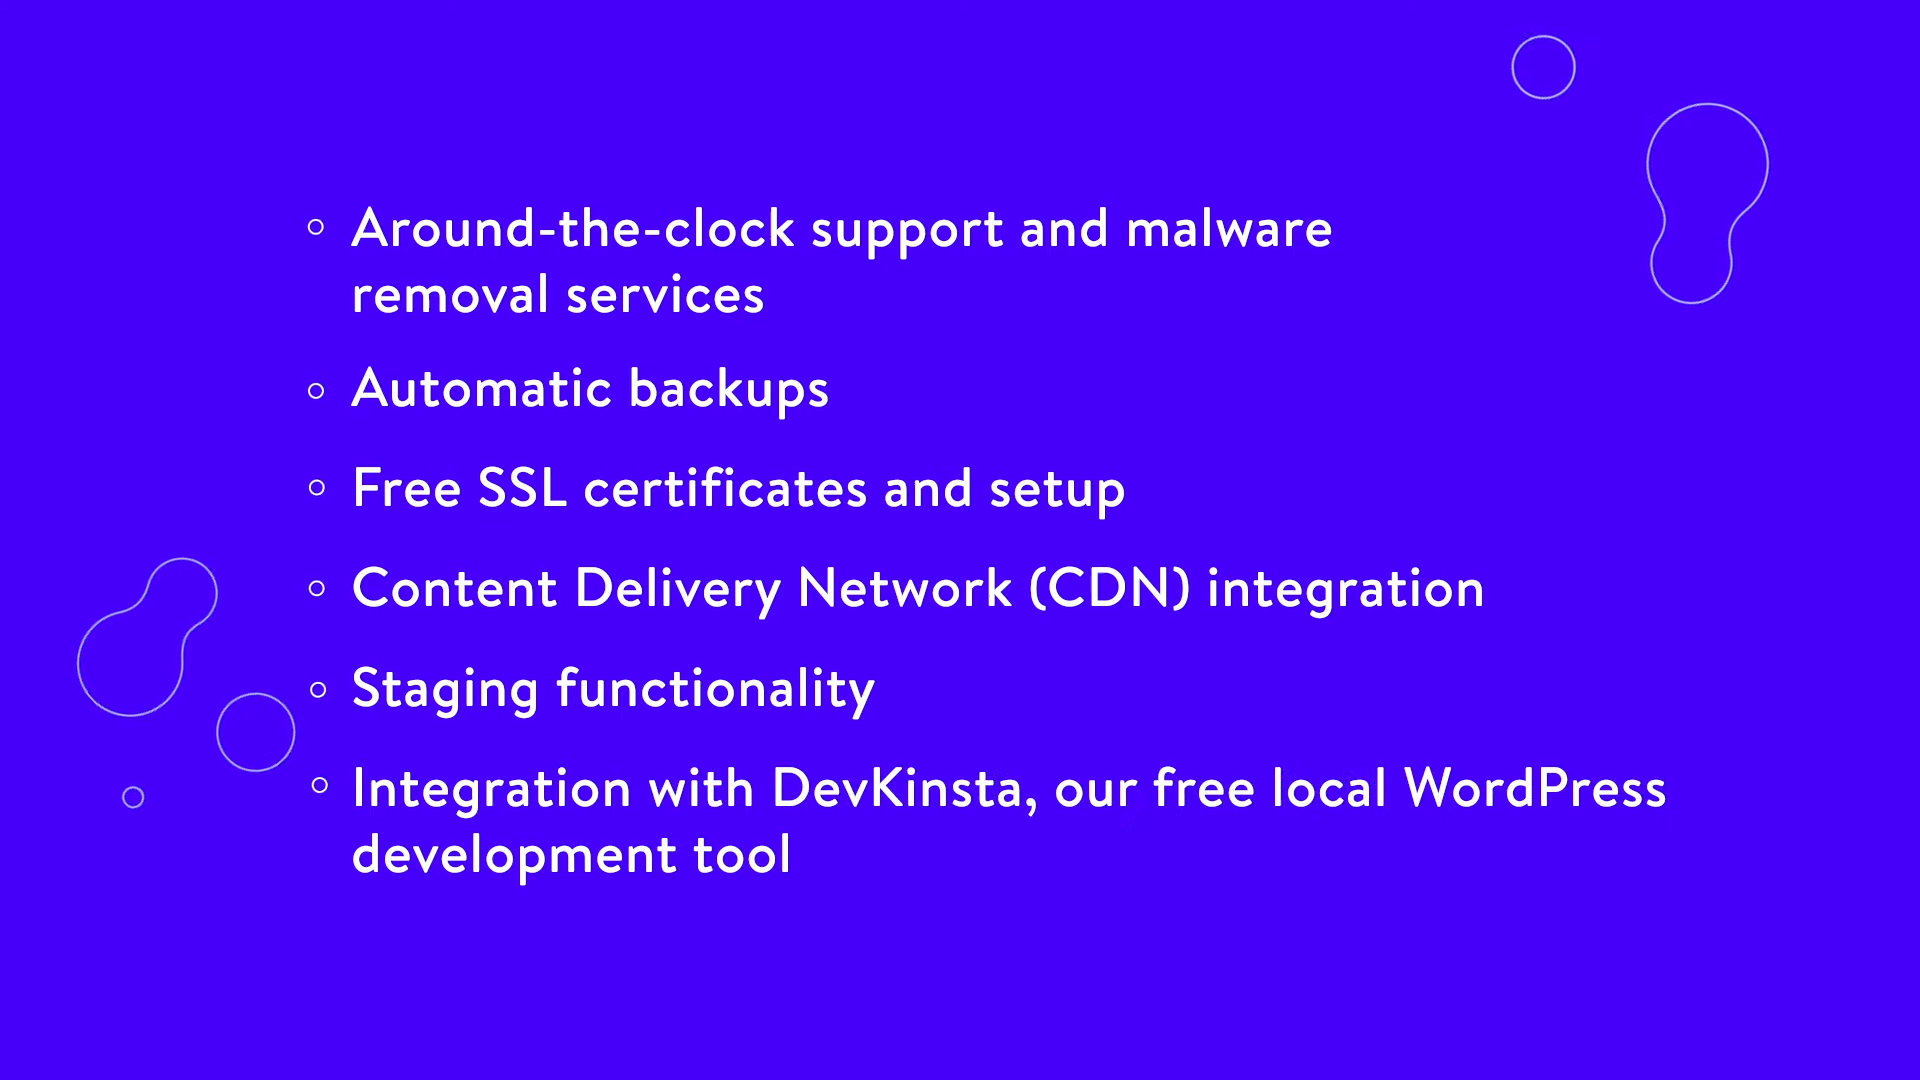 Around-the-clock support and malware
removal services
Automatic backups
Free SSL certificates and setup
Content Delivery Network (CDN) integration
Staging functionality
Integration with DevKinsta, our free local WordPress
development tool